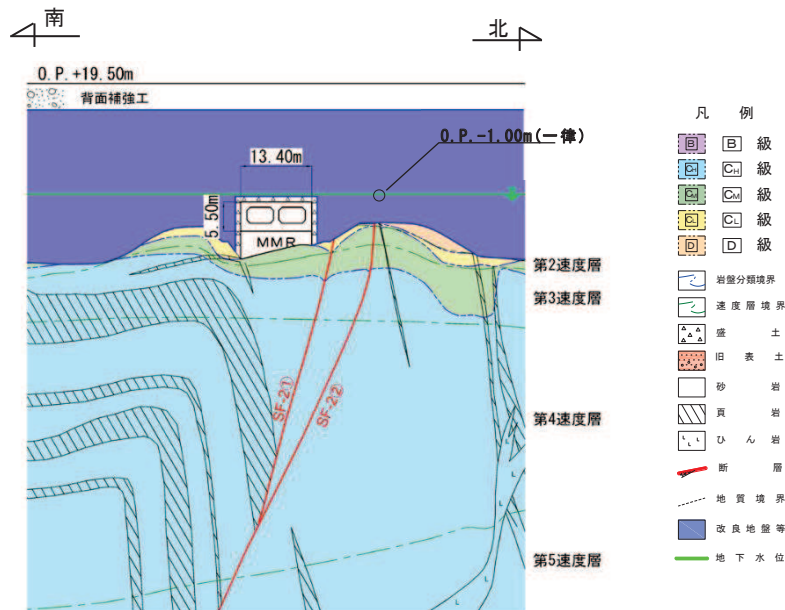 南
北
O.P.+19.50m
背面補強工
O.P.-1.00m(一律)
13.40m
5.50m
MMR
第2速度層
第3速度層
SF-2①
SF-2②
第4速度層
第5速度層
凡 例
B B 級
CH CH 級
CM CM 級
CL CL 級
D D 級
岩盤分類境界
速度層境界
盛 土
旧 表 土
砂 岩
頁 岩
ひ ん 岩
断 層
地 質 境 界
改 良 地 盤 等
地 下 水 位